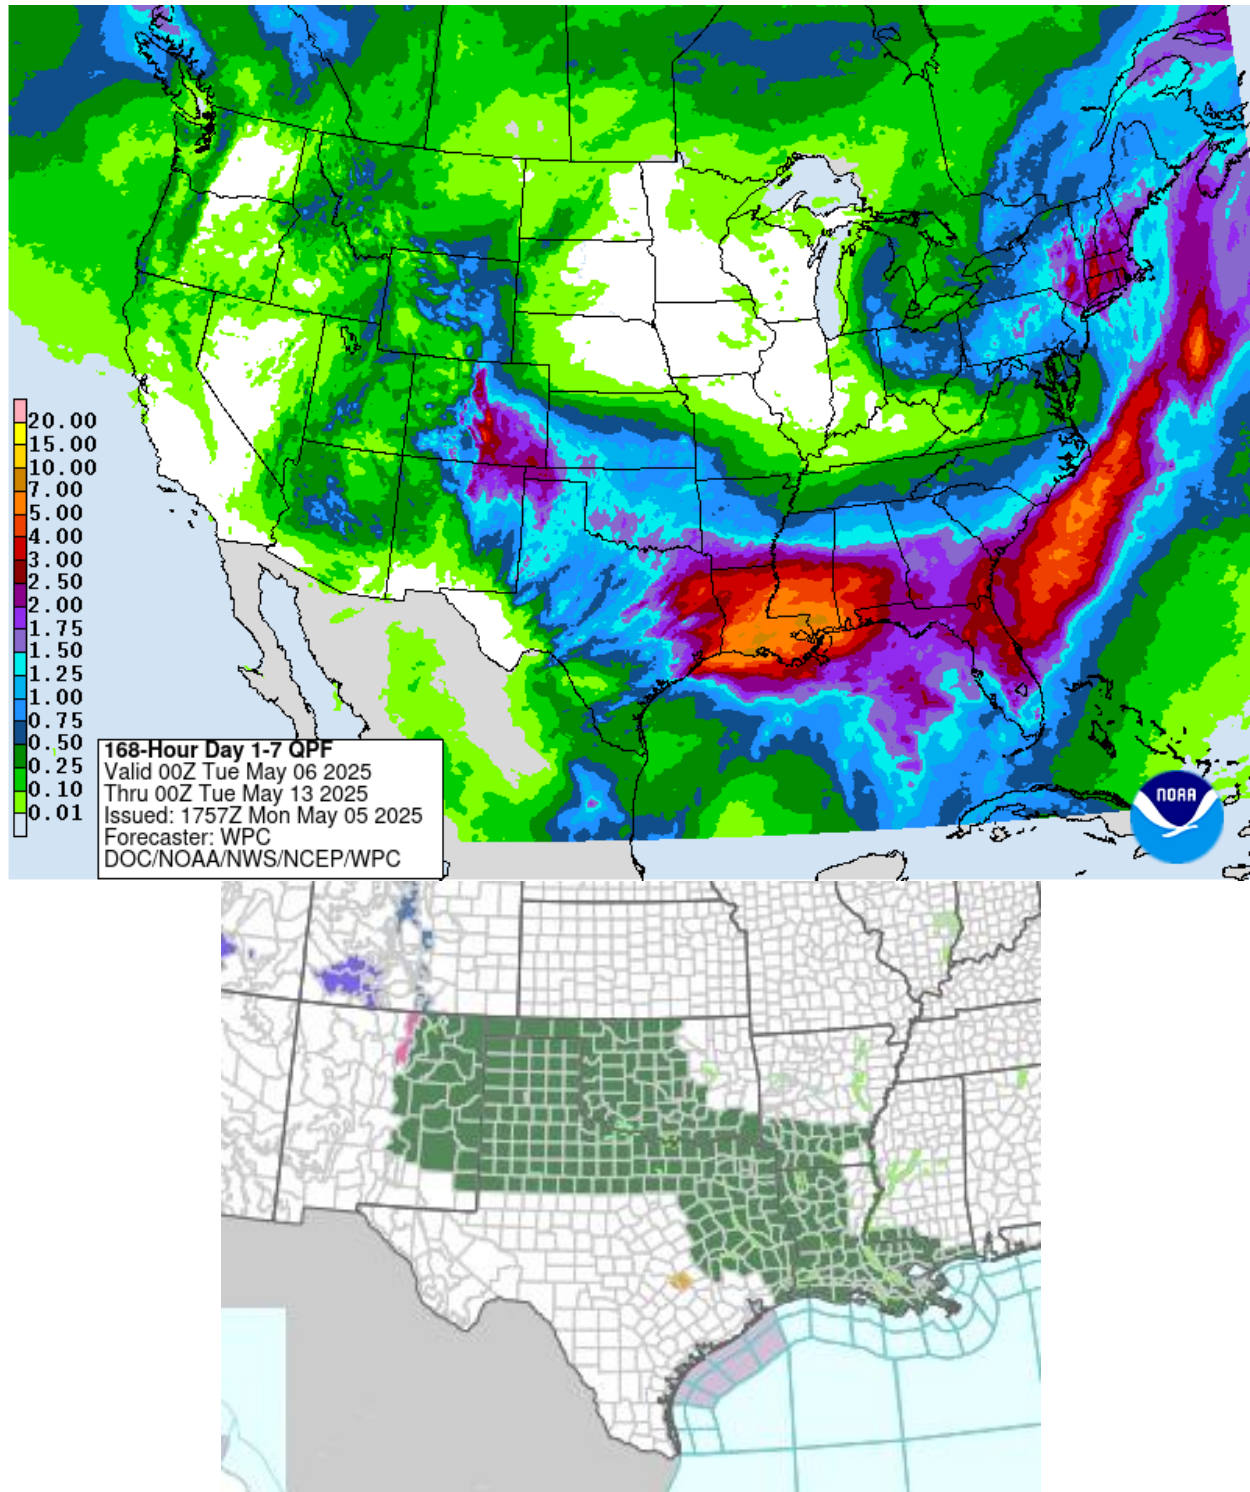 20.00
15.00
10.00
7.00
5.00
4.00
3.00
2.50
2.00
1.75
1.50
1.25
1.00
0.75
0.50
0.25
0.10
0.01
168-Hour Day 1-7 QPF
Valid 00Z Tue May 06 2025
Thru 00Z Tue May 13 2025
Issued: 1757Z Mon May 05 2025
Forecaster: WPC
DOC/NOAA/NWS/NCEP/WPC
NOAA